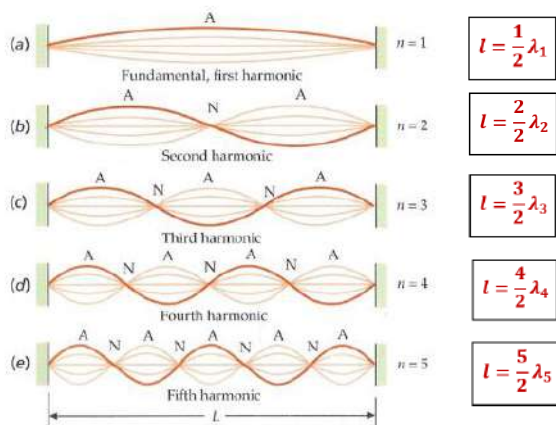 A
(a) n = 1 l = 1/2 λ₁
Fundamental, first harmonic
A N A
(b) n = 2 l = 2/2 λ₂
Second harmonic
A N A N A
(c) n = 3 l = 3/2 λ₃
Third harmonic
A N A N A N A
(d) n = 4 l = 4/2 λ₄
Fourth harmonic
A N A N A N A N A
(e) n = 5 l = 5/2 λ₅
Fifth harmonic
L